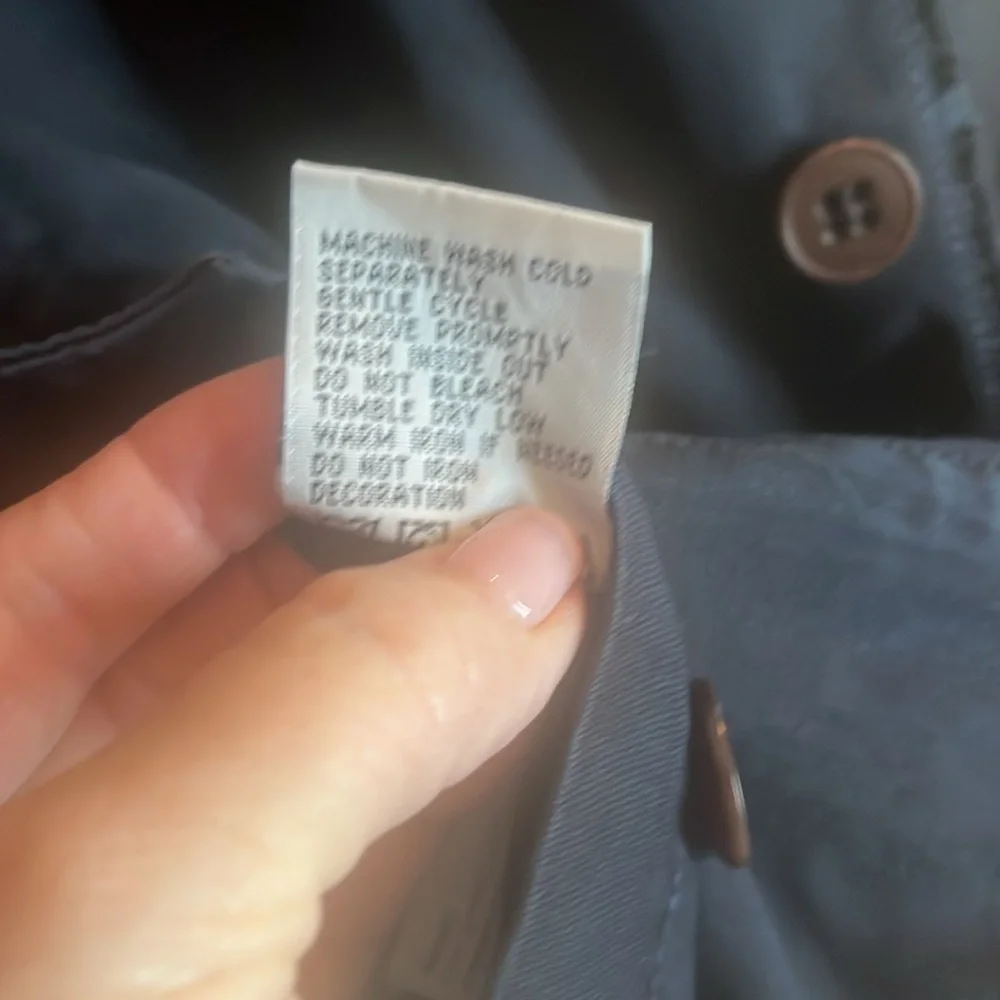 MACHINE WASH COLD
SEPARATELY
GENTLE CYCLE
REMOVE PROMPTLY
WASH INSIDE OUT
DO NOT BLEACH
TUMBLE DRY LOW
WARM IRON IF NEEDED
DO NOT IRON
DECORATION